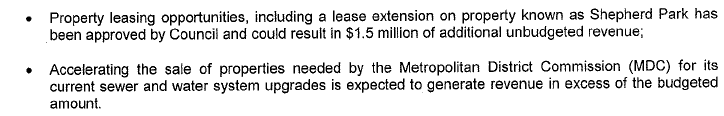 • Property leasing opportunities, including a lease extension on property known as Shepherd Park has
been approved by Council and could result in $1.5 million of additional unbudgeted revenue;
• Accelerating the sale of properties needed by the Metropolitan District Commission (MDC) for its
current sewer and water system upgrades is expected to generate revenue in excess of the budgeted
amount.